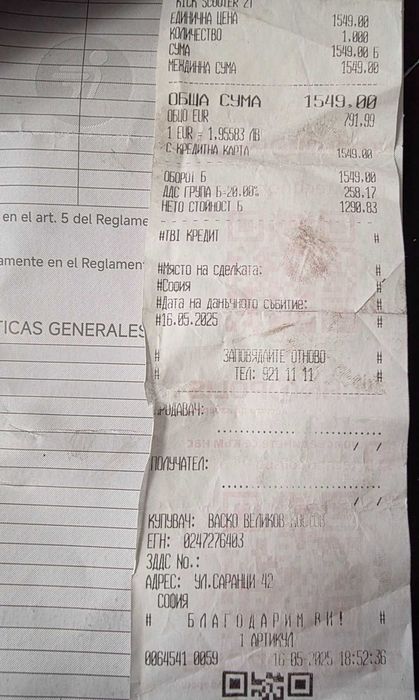 KICK SCOOTER 2T
ЕДИНИЧНА ЦЕНА 1549.00
КОЛИЧЕСТВО 1.000
СУМА 1549.00 Б
МЕЖДИННА СУМА 1549.00
ОБЩА СУМА 1549.00
ОБЩО EUR 791.99
1 EUR = 1.95583 ЛВ
С КРЕДИТНА КАРТА 1549.00
ОБОРОТ Б 1549.00
ДДС ГРУПА Б-20.00% 258.17
НЕТО СТОЙНОСТ Б 1290.83
#TBI КРЕДИТ #
#Място на сделката: #
#София #
#Дата на данъчното събитие: #
#16.05.2025 #
# ЗАПОВЯДАЙТЕ ОТНОВО #
# ТЕЛ: 921 11 11 #
ПРОДАВАЧ:
..............................
/ /
ПОЛУЧАТЕЛ:
..............................
/ /
КУПУВАЧ: ВАСКО ВЕЛИКОВ
ЕГН: 0247276403
ЗДДС No.:
АДРЕС: УЛ.САРАНЦИ 42
СОФИЯ
# БЛАГОДАРИМ ВИ! #
1 АРТИКУЛ
0064541 0059 16-05-2025 18:52:36
en el art. 5 del Reglame
amente en el Reglamen
TICAS GENERALES